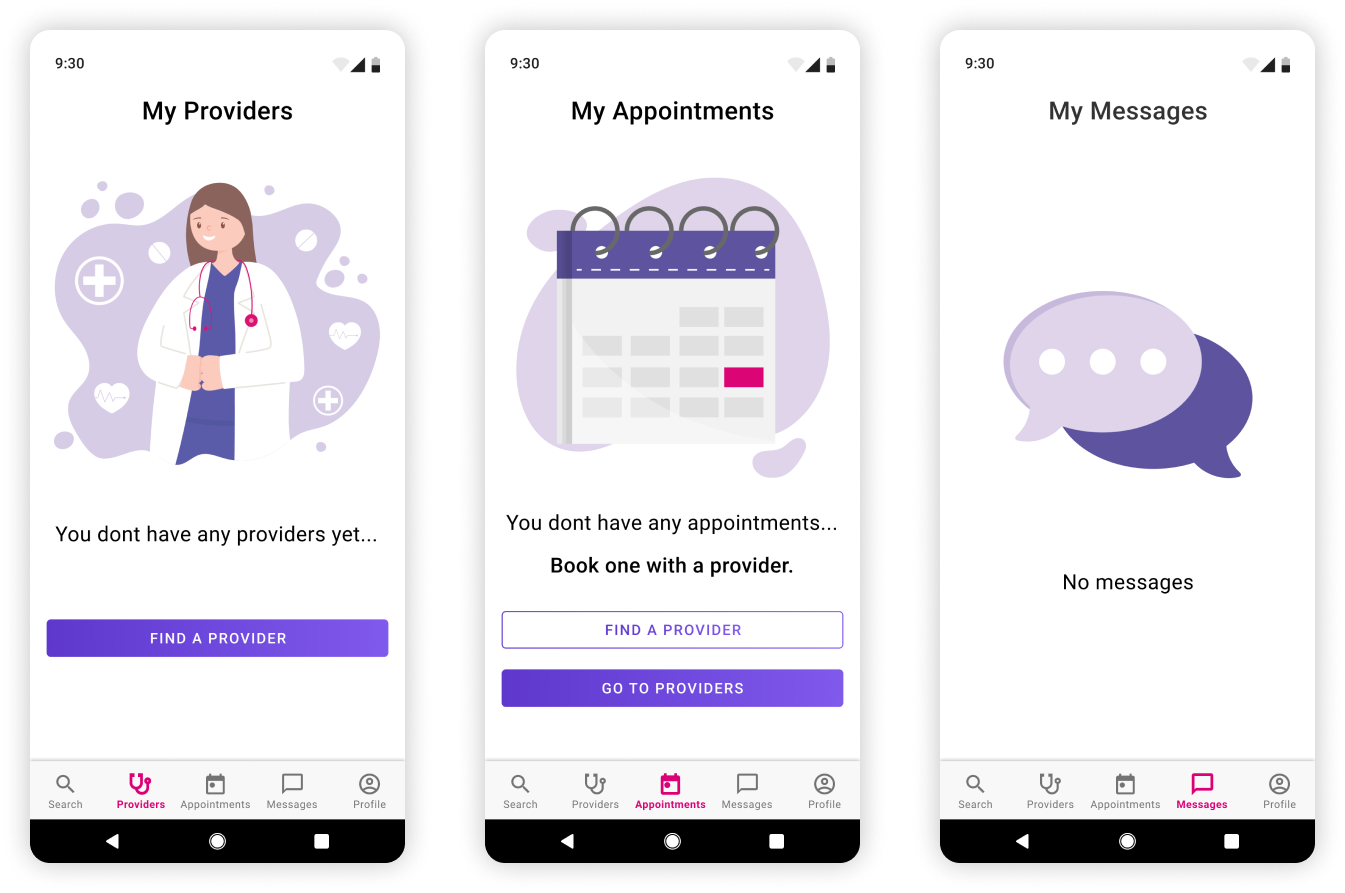 9:30
My Providers
You dont have any providers yet...
FIND A PROVIDER
Search
Providers
Appointments
Messages
Profile
9:30
My Appointments
You dont have any appointments...
Book one with a provider.
FIND A PROVIDER
GO TO PROVIDERS
Search
Providers
Appointments
Messages
Profile
9:30
My Messages
No messages
Search
Providers
Appointments
Messages
Profile